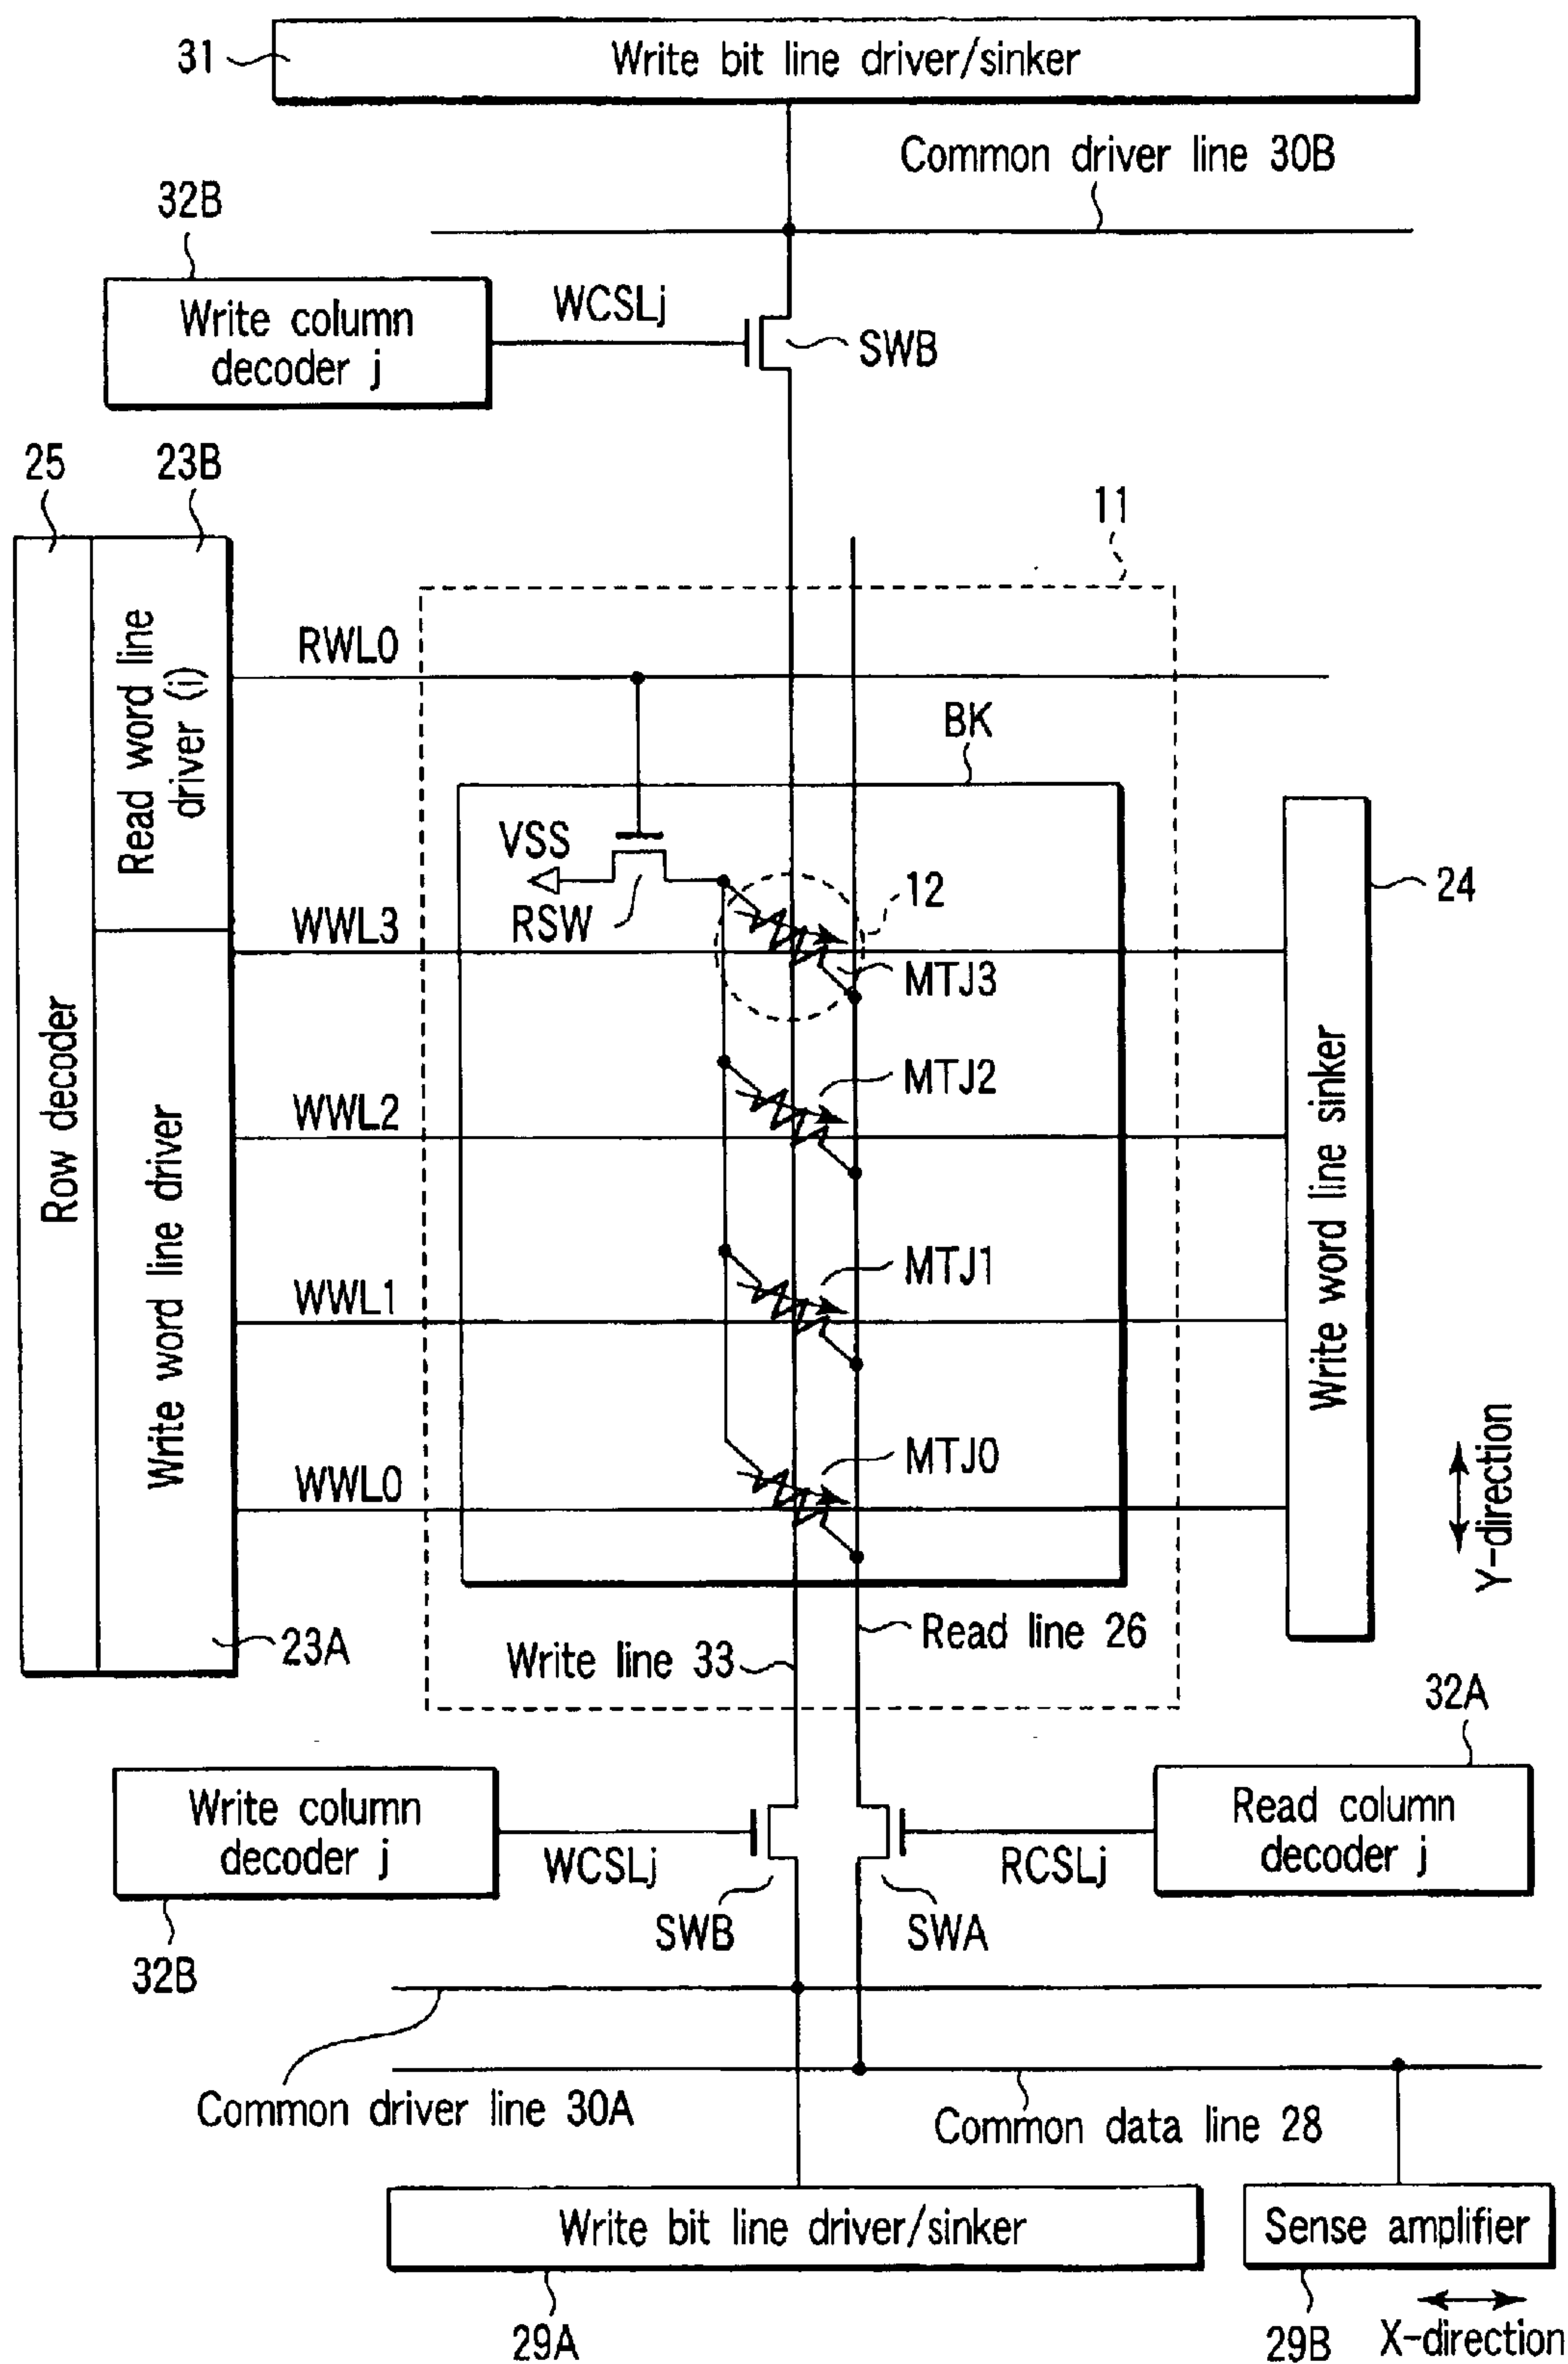 31
Write bit line driver/sinker
Common driver line 30B
32B
Write column
decoder j
WCSLj
SWB
25
23B
11
Row decoder
Read word line
driver (i)
RWL0
BK
VSS
RSW
12
24
WWL3
MTJ3
MTJ2
WWL2
Write word line driver
Write word line sinker
MTJ1
WWL1
MTJ0
WWL0
Y-direction
23A
Read line 26
Write line 33
32A
Write column
decoder j
WCSLj
RCSLj
Read column
decoder j
SWB
SWA
32B
Common driver line 30A
Common data line 28
Write bit line driver/sinker
Sense amplifier
29A
29B
X-direction